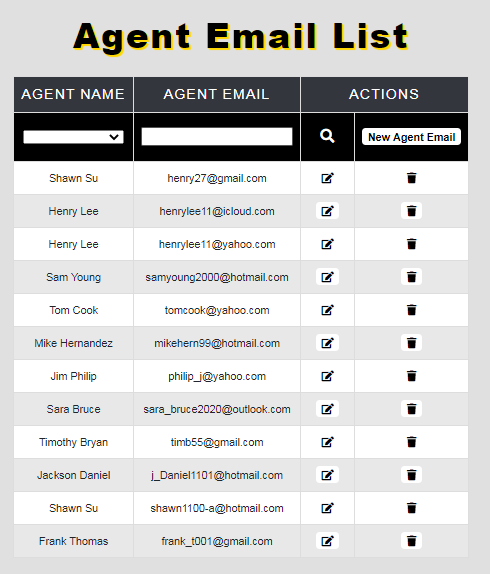 Agent Email List
AGENT NAME AGENT EMAIL ACTIONS
New Agent Email
Shawn Su henry27@gmail.com
Henry Lee henrylee11@icloud.com
Henry Lee henrylee11@yahoo.com
Sam Young samyoung2000@hotmail.com
Tom Cook tomcook@yahoo.com
Mike Hernandez mikehern99@hotmail.com
Jim Philip philip_j@yahoo.com
Sara Bruce sara_bruce2020@outlook.com
Timothy Bryan timb55@gmail.com
Jackson Daniel j_Daniel1101@hotmail.com
Shawn Su shawn1100-a@hotmail.com
Frank Thomas frank_t001@gmail.com